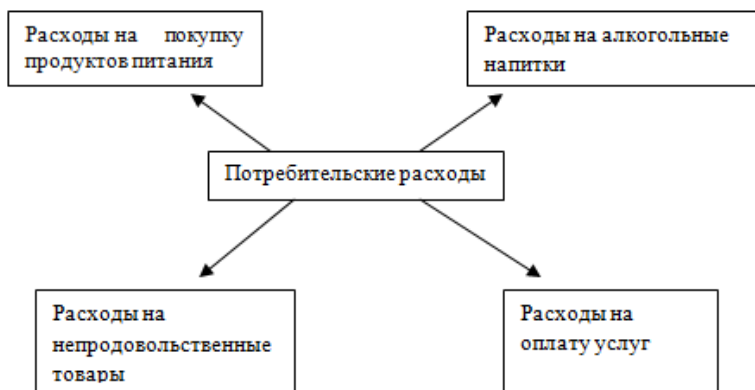 Расходы на покупку
продуктов питания
Расходы на алкогольные
напитки
Потребительские расходы
Расходы на
непродовольственные
товары
Расходы на
оплату услуг